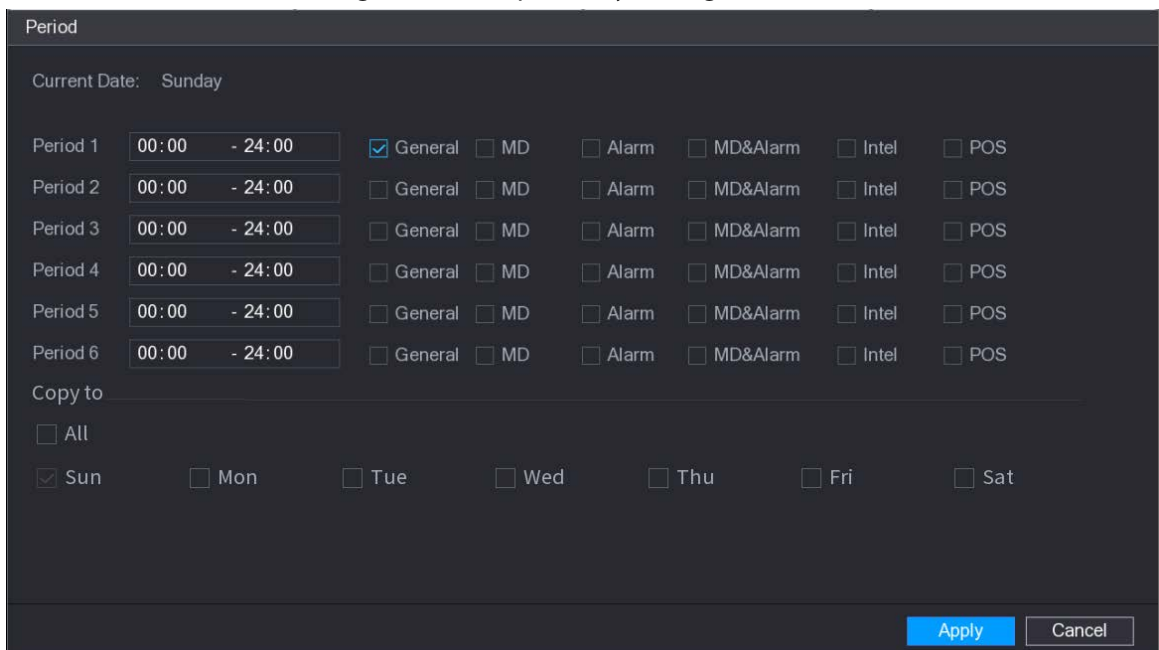 Period
Current Date: Sunday
Period 1 00:00 - 24:00 General MD Alarm MD&Alarm Intel POS
Period 2 00:00 - 24:00 General MD Alarm MD&Alarm Intel POS
Period 3 00:00 - 24:00 General MD Alarm MD&Alarm Intel POS
Period 4 00:00 - 24:00 General MD Alarm MD&Alarm Intel POS
Period 5 00:00 - 24:00 General MD Alarm MD&Alarm Intel POS
Period 6 00:00 - 24:00 General MD Alarm MD&Alarm Intel POS
Copy to
All
Sun Mon Tue Wed Thu Fri Sat
Apply Cancel